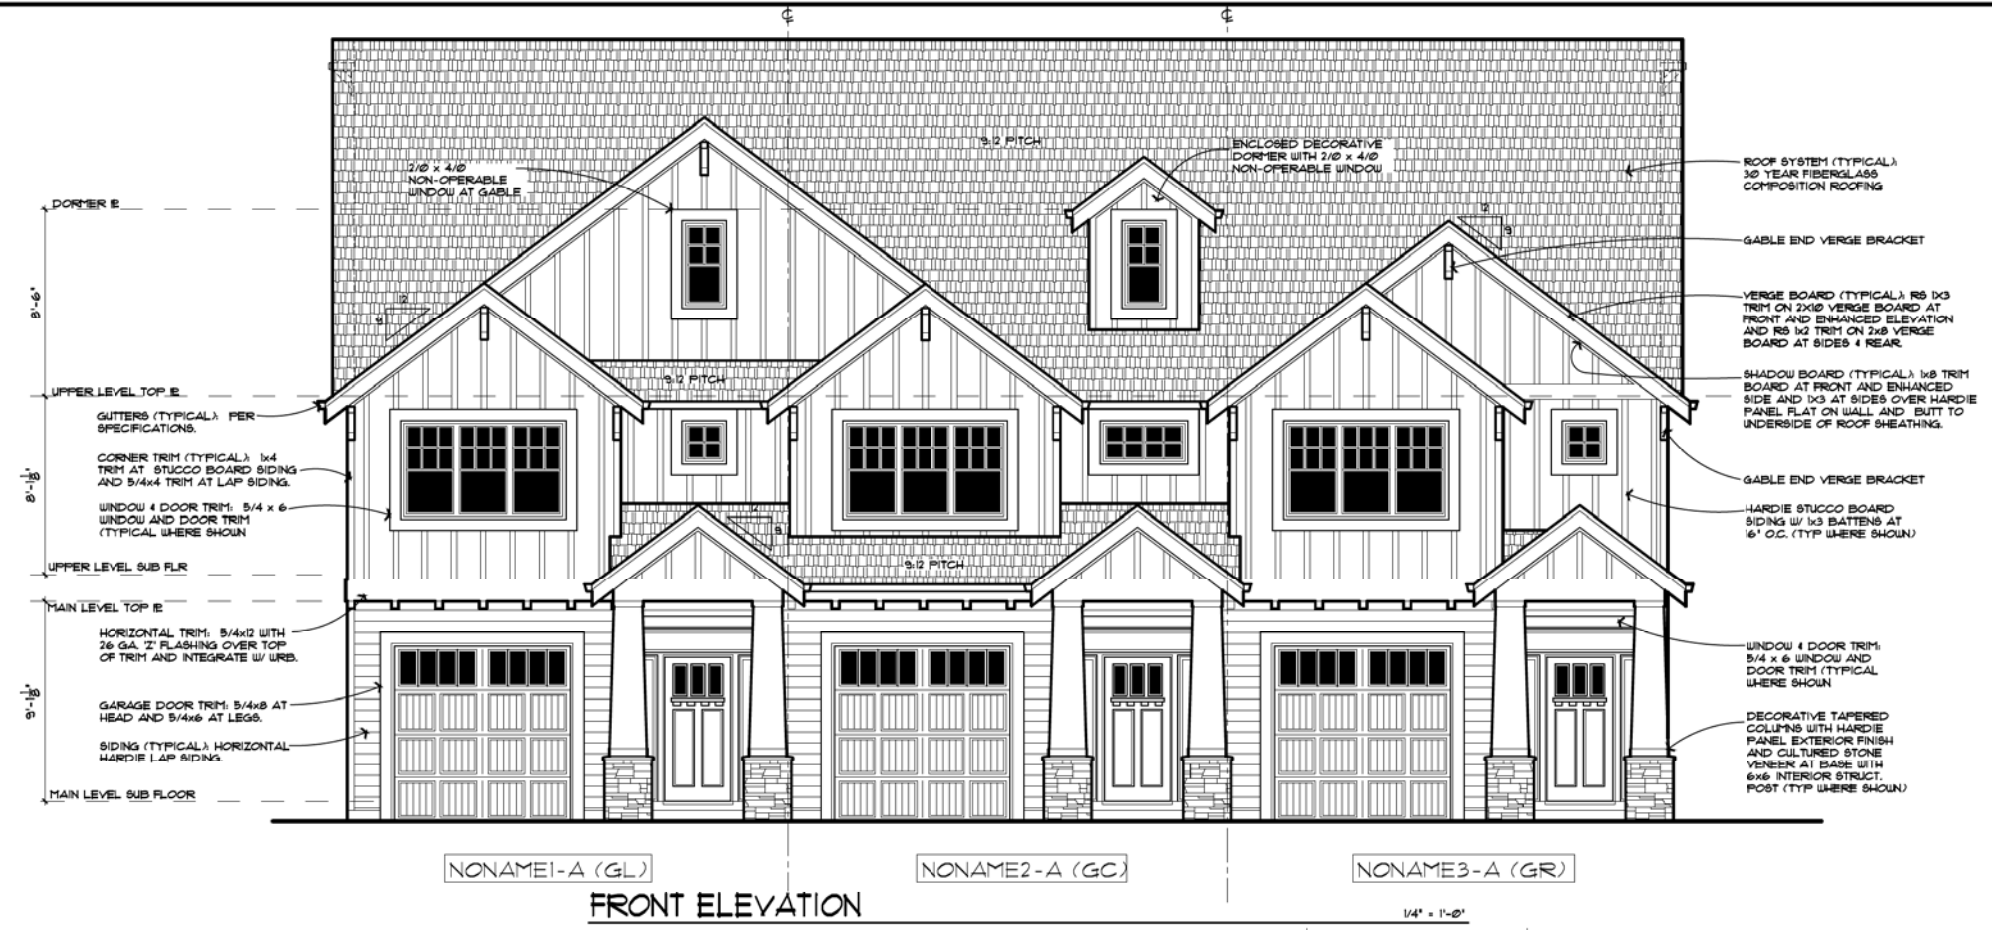 ℄
℄
2/0 x 4/0
NON-OPERABLE
WINDOW AT GABLE
9:12 PITCH
ENCLOSED DECORATIVE
DORMER WITH 2/0 x 4/0
NON-OPERABLE WINDOW
ROOF SYSTEM (TYPICAL):
30 YEAR FIBERGLASS
COMPOSITION ROOFING
DORMER ℙL
12
9
GABLE END VERGE BRACKET
12
VERGE BOARD (TYPICAL): RS 1X3
TRIM ON 2X10 VERGE BOARD AT
FRONT AND ENHANCED ELEVATION
AND RS 1x2 TRIM ON 2x8 VERGE
BOARD AT SIDES & REAR
9:12 PITCH
SHADOW BOARD (TYPICAL): 1x8 TRIM
BOARD AT FRONT AND ENHANCED
SIDE AND 1X3 AT SIDES OVER HARDIE
PANEL FLAT ON WALL AND BUTT TO
UNDERSIDE OF ROOF SHEATHING.
UPPER LEVEL TOP ℙL
GUTTERS (TYPICAL): PER
SPECIFICATIONS.
CORNER TRIM (TYPICAL): 1x4
TRIM AT STUCCO BOARD SIDING
AND 5/4x4 TRIM AT LAP SIDING.
8'-1⅛"
GABLE END VERGE BRACKET
WINDOW & DOOR TRIM: 5/4 x 6
WINDOW AND DOOR TRIM
(TYPICAL WHERE SHOWN
12
9
HARDIE STUCCO BOARD
SIDING W/ 1x3 BATTENS AT
16" O.C. (TYP WHERE SHOWN)
UPPER LEVEL SUB FLR
9:12 PITCH
MAIN LEVEL TOP ℙL
HORIZONTAL TRIM: 5/4x12 WITH
26 GA. 'Z' FLASHING OVER TOP
OF TRIM AND INTEGRATE W/ WRB.
WINDOW & DOOR TRIM:
5/4 x 6 WINDOW AND
DOOR TRIM (TYPICAL
WHERE SHOWN
9'-1⅛"
GARAGE DOOR TRIM: 5/4x8 AT
HEAD AND 5/4x6 AT LEGS.
SIDING (TYPICAL): HORIZONTAL
HARDIE LAP SIDING.
DECORATIVE TAPERED
COLUMNS WITH HARDIE
PANEL EXTERIOR FINISH
AND CULTURED STONE
VENEER AT BASE WITH
6x6 INTERIOR STRUCT.
POST (TYP WHERE SHOWN)
MAIN LEVEL SUB FLOOR
NONAME1-A (GL)
NONAME2-A (GC)
NONAME3-A (GR)
FRONT ELEVATION
1/4" = 1'-0"